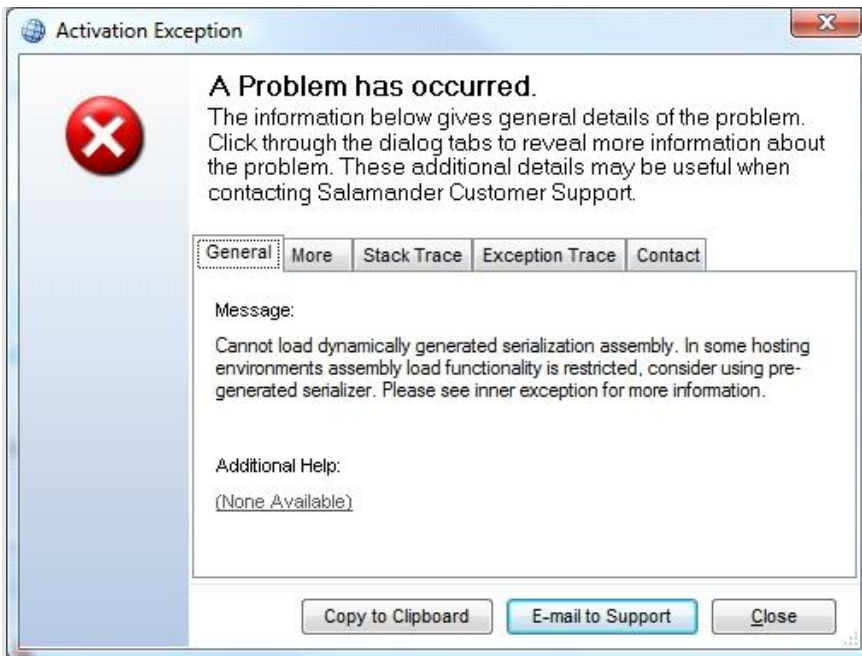 Activation Exception
A Problem has occurred.
The information below gives general details of the problem.
Click through the dialog tabs to reveal more information about
the problem. These additional details may be useful when
contacting Salamander Customer Support.
General More Stack Trace Exception Trace Contact
Message:
Cannot load dynamically generated serialization assembly. In some hosting
environments assembly load functionality is restricted, consider using pre-
generated serializer. Please see inner exception for more information.
Additional Help:
(None Available)
Copy to Clipboard E-mail to Support Close